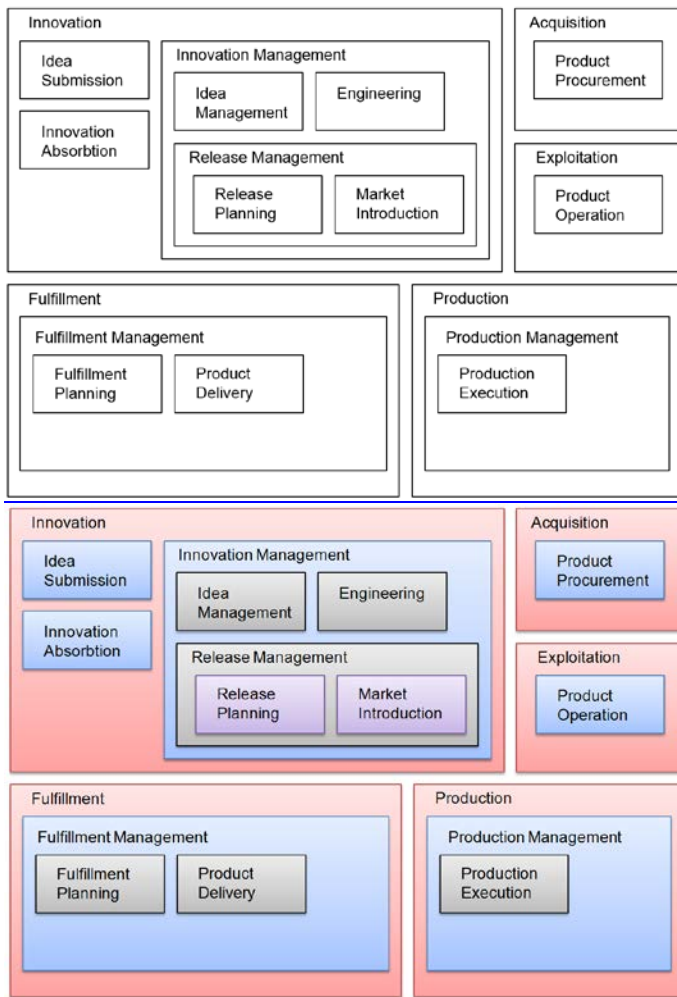 Innovation
Idea
Submission
Innovation
Absorbtion
Innovation Management
Idea
Management
Engineering
Release Management
Release
Planning
Market
Introduction
Acquisition
Product
Procurement
Exploitation
Product
Operation
Fulfillment
Fulfillment Management
Fulfillment
Planning
Product
Delivery
Production
Production Management
Production
Execution
Innovation
Idea
Submission
Innovation
Absorbtion
Innovation Management
Idea
Management
Engineering
Release Management
Release
Planning
Market
Introduction
Acquisition
Product
Procurement
Exploitation
Product
Operation
Fulfillment
Fulfillment Management
Fulfillment
Planning
Product
Delivery
Production
Production Management
Production
Execution